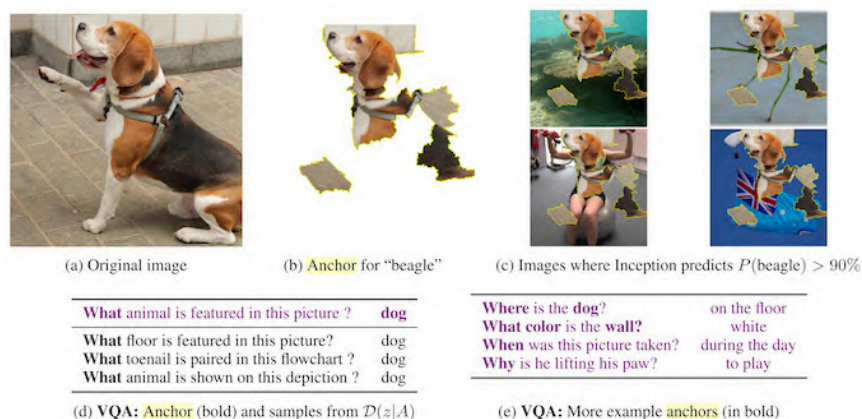 (a) Original image
(b) Anchor for "beagle"
(c) Images where Inception predicts P(beagle) > 90%
What animal is featured in this picture ? dog
What floor is featured in this picture? dog
What toenail is paired in this flowchart ? dog
What animal is shown on this depiction ? dog
(d) VQA: Anchor (bold) and samples from D(z|A)
Where is the dog? on the floor
What color is the wall? white
When was this picture taken? during the day
Why is he lifting his paw? to play
(e) VQA: More example anchors (in bold)